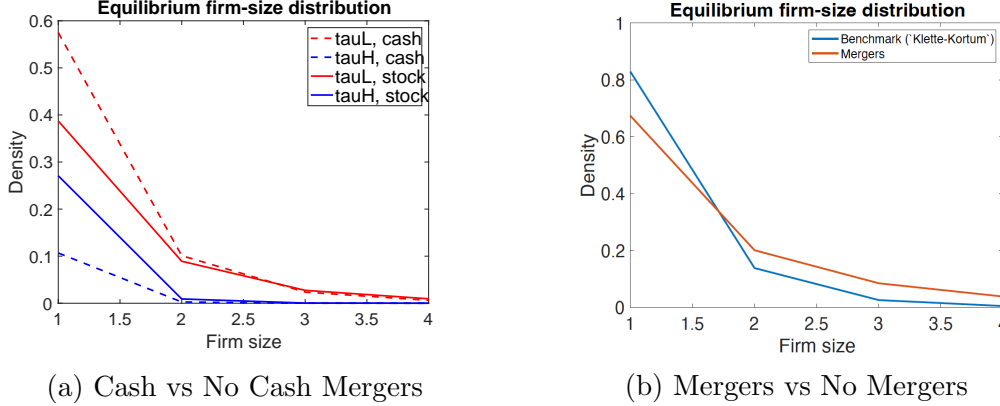 Equilibrium firm-size distribution
0.6
0.5
0.4
0.3
0.2
0.1
0
Density
tauL, cash
tauH, cash
tauL, stock
tauH, stock
1 1.5 2 2.5 3 3.5 4
Firm size
(a) Cash vs No Cash Mergers
Equilibrium firm-size distribution
1
0.8
0.6
0.4
0.2
0
Density
Benchmark (`Klette-Kortum`)
Mergers
1 1.5 2 2.5 3 3.5 4
Firm size
(b) Mergers vs No Mergers